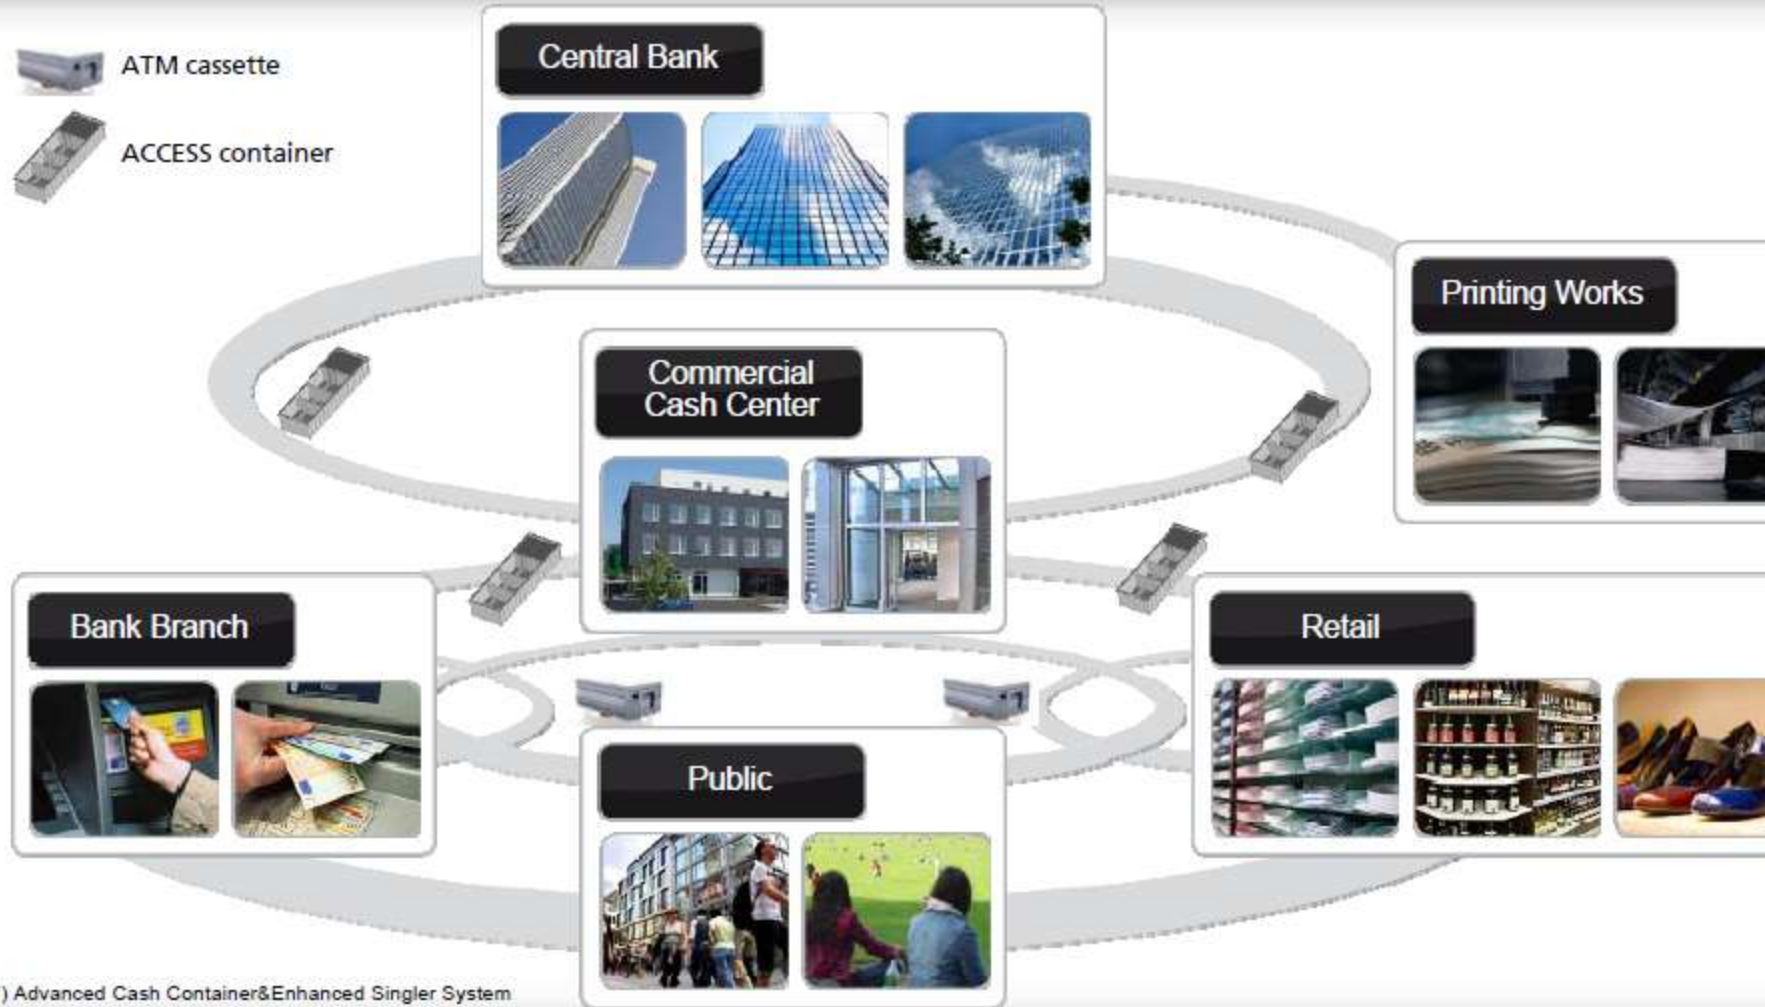 ATM cassette
ACCESS container
Central Bank
Printing Works
Commercial
Cash Center
Bank Branch
Retail
Public
) Advanced Cash Container&Enhanced Singler System